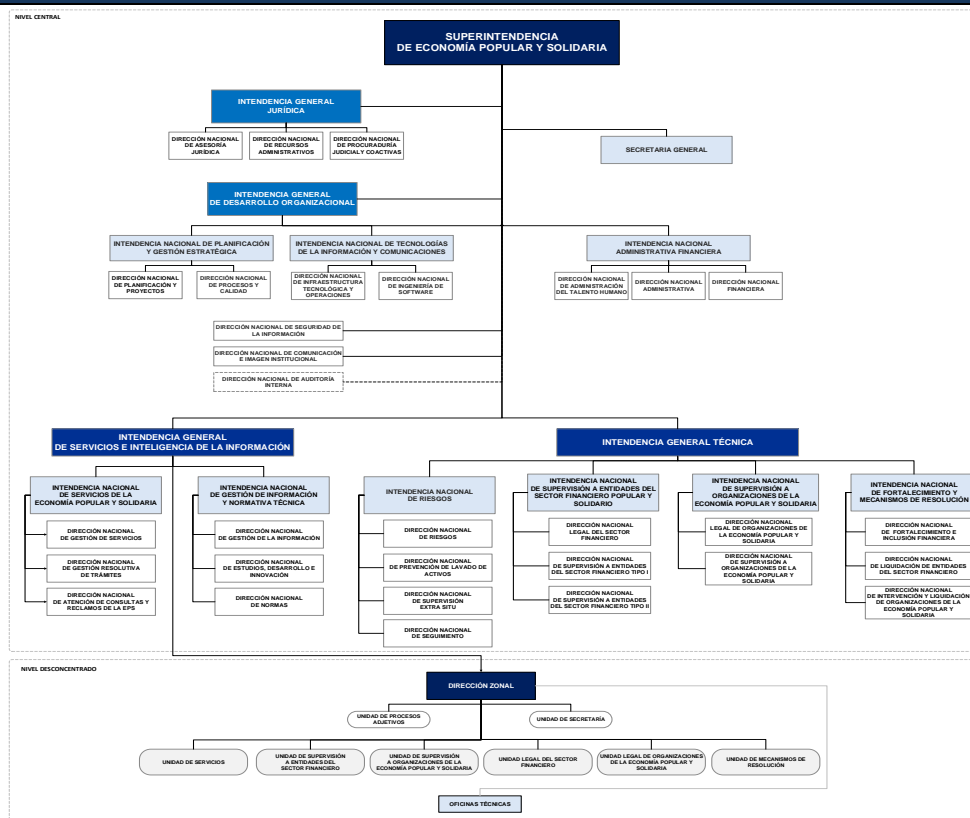 NIVEL CENTRAL
SUPERINTENDENCIA
DE ECONOMÍA POPULAR Y SOLIDARIA
INTENDENCIA GENERAL
JURÍDICA
DIRECCIÓN NACIONAL
DE ASESORÍA
JURÍDICA
DIRECCIÓN NACIONAL
DE RECURSOS
ADMINISTRATIVOS
DIRECCIÓN NACIONAL
DE PROCURADURÍA
JUDICIAL Y COACTIVAS
SECRETARIA GENERAL
INTENDENCIA GENERAL
DE DESARROLLO ORGANIZACIONAL
INTENDENCIA NACIONAL DE PLANIFICACIÓN
Y GESTIÓN ESTRATÉGICA
INTENDENCIA NACIONAL DE TECNOLOGÍAS
DE LA INFORMACIÓN Y COMUNICACIONES
INTENDENCIA NACIONAL
ADMINISTRATIVA FINANCIERA
DIRECCIÓN NACIONAL
DE PLANIFICACIÓN Y
PROYECTOS
DIRECCIÓN NACIONAL
DE PROCESOS Y
CALIDAD
DIRECCIÓN NACIONAL
DE INFRAESTRUCTURA
TECNOLÓGICA Y
OPERACIONES
DIRECCIÓN NACIONAL
DE INGENIERÍA DE
SOFTWARE
DIRECCIÓN NACIONAL
DE ADMINISTRACIÓN
DEL TALENTO HUMANO
DIRECCIÓN NACIONAL
ADMINISTRATIVA
DIRECCIÓN NACIONAL
FINANCIERA
DIRECCIÓN NACIONAL DE SEGURIDAD DE
LA INFORMACIÓN
DIRECCIÓN NACIONAL DE COMUNICACIÓN
E IMAGEN INSTITUCIONAL
DIRECCIÓN NACIONAL DE AUDITORÍA
INTERNA
INTENDENCIA GENERAL
DE SERVICIOS E INTELIGENCIA DE LA INFORMACIÓN
INTENDENCIA GENERAL TÉCNICA
INTENDENCIA NACIONAL
DE SERVICIOS DE LA
ECONOMÍA POPULAR Y SOLIDARIA
DIRECCIÓN NACIONAL
DE GESTIÓN DE SERVICIOS
DIRECCIÓN NACIONAL
DE GESTIÓN RESOLUTIVA
DE TRÁMITES
DIRECCIÓN NACIONAL
DE ATENCIÓN DE CONSULTAS Y
RECLAMOS DE LA EPS
INTENDENCIA NACIONAL
DE GESTIÓN DE INFORMACIÓN
Y NORMATIVA TÉCNICA
DIRECCIÓN NACIONAL
DE GESTIÓN DE LA INFORMACIÓN
DIRECCIÓN NACIONAL
DE ESTUDIOS, DESARROLLO E
INNOVACIÓN
DIRECCIÓN NACIONAL
DE NORMAS
INTENDENCIA NACIONAL
DE RIESGOS
DIRECCIÓN NACIONAL
DE RIESGOS
DIRECCIÓN NACIONAL
DE PREVENCIÓN DE LAVADO DE
ACTIVOS
DIRECCIÓN NACIONAL
DE SUPERVISIÓN
EXTRA SITU
DIRECCIÓN NACIONAL
DE SEGUIMIENTO
INTENDENCIA NACIONAL
DE SUPERVISIÓN A ENTIDADES DEL
SECTOR FINANCIERO POPULAR Y
SOLIDARIO
DIRECCIÓN NACIONAL
LEGAL DEL SECTOR
FINANCIERO
DIRECCIÓN NACIONAL
DE SUPERVISIÓN A ENTIDADES
DEL SECTOR FINANCIERO TIPO I
DIRECCIÓN NACIONAL
DE SUPERVISIÓN A ENTIDADES
DEL SECTOR FINANCIERO TIPO II
INTENDENCIA NACIONAL
DE SUPERVISIÓN A
ORGANIZACIONES DE LA
ECONOMÍA POPULAR Y SOLIDARIA
DIRECCIÓN NACIONAL
LEGAL DE ORGANIZACIONES DE
LA ECONOMÍA POPULAR Y
SOLIDARIA
DIRECCIÓN NACIONAL
DE SUPERVISIÓN A
ORGANIZACIONES DE LA
ECONOMÍA POPULAR Y
SOLIDARIA
INTENDENCIA NACIONAL
DE FORTALECIMIENTO Y
MECANISMOS DE RESOLUCIÓN
DIRECCIÓN NACIONAL
DE FORTALECIMIENTO E
INCLUSIÓN FINANCIERA
DIRECCIÓN NACIONAL
DE LIQUIDACIÓN DE ENTIDADES
DEL SECTOR FINANCIERO
DIRECCIÓN NACIONAL
DE INTERVENCIÓN Y LIQUIDACIÓN
DE ORGANIZACIONES DE LA
ECONOMÍA POPULAR Y
SOLIDARIA
NIVEL DESCONCENTRADO
DIRECCIÓN ZONAL
UNIDAD DE PROCESOS
ADJETIVOS
UNIDAD DE SECRETARÍA
UNIDAD DE SERVICIOS
UNIDAD DE SUPERVISIÓN
A ENTIDADES DEL
SECTOR FINANCIERO
UNIDAD DE SUPERVISIÓN
A ORGANIZACIONES DE LA
ECONOMÍA POPULAR Y SOLIDARIA
UNIDAD LEGAL DEL SECTOR
FINANCIERO
UNIDAD LEGAL DE ORGANIZACIONES
DE LA ECONOMÍA POPULAR Y
SOLIDARIA
UNIDAD DE MECANISMOS DE
RESOLUCIÓN
OFICINAS TÉCNICAS